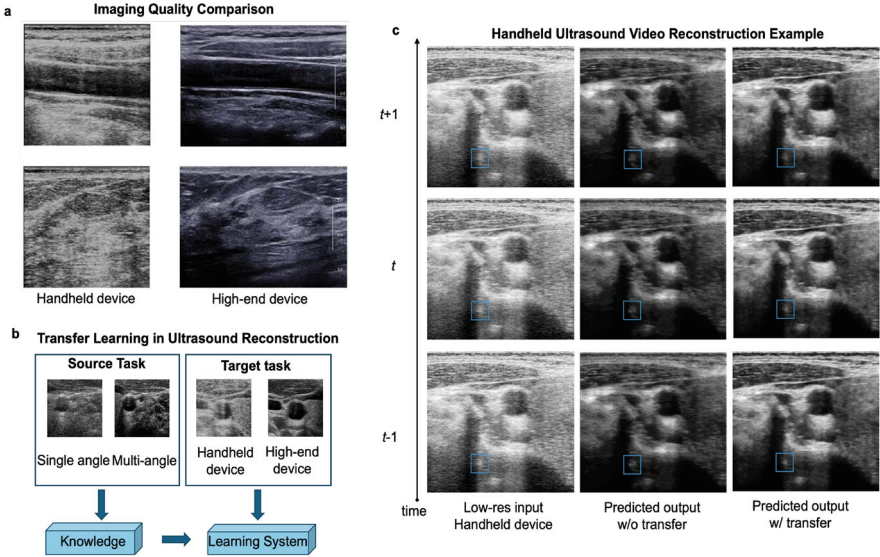 a
Imaging Quality Comparison
Handheld device
High-end device
b
Transfer Learning in Ultrasound Reconstruction
Source Task
Single angle
Multi-angle
Target task
Handheld
device
High-end
device
Knowledge
Learning System
c
Handheld Ultrasound Video Reconstruction Example
t+1
t
t-1
time
Low-res input
Handheld device
Predicted output
w/o transfer
Predicted output
w/ transfer